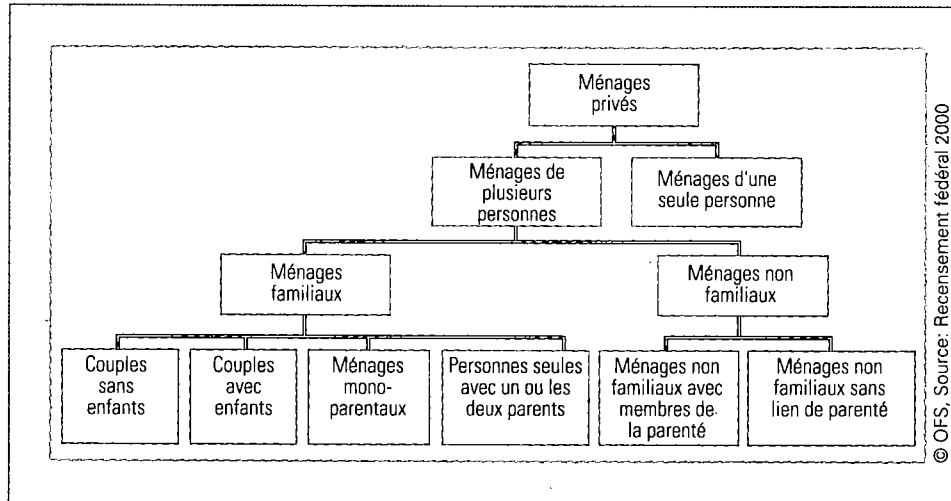 Ménages
privés
Ménages de
plusieurs
personnes
Ménages d'une
seule personne
Ménages
familiaux
Ménages non
familiaux
Couples
sans
enfants
Couples
avec
enfants
Ménages
mono-
parentaux
Personnes seules
avec un ou les
deux parents
Ménages non
familiaux avec
membres de
la parenté
Ménages non
familiaux sans
lien de parenté
© OFS, Source: Recensement fédéral 2000